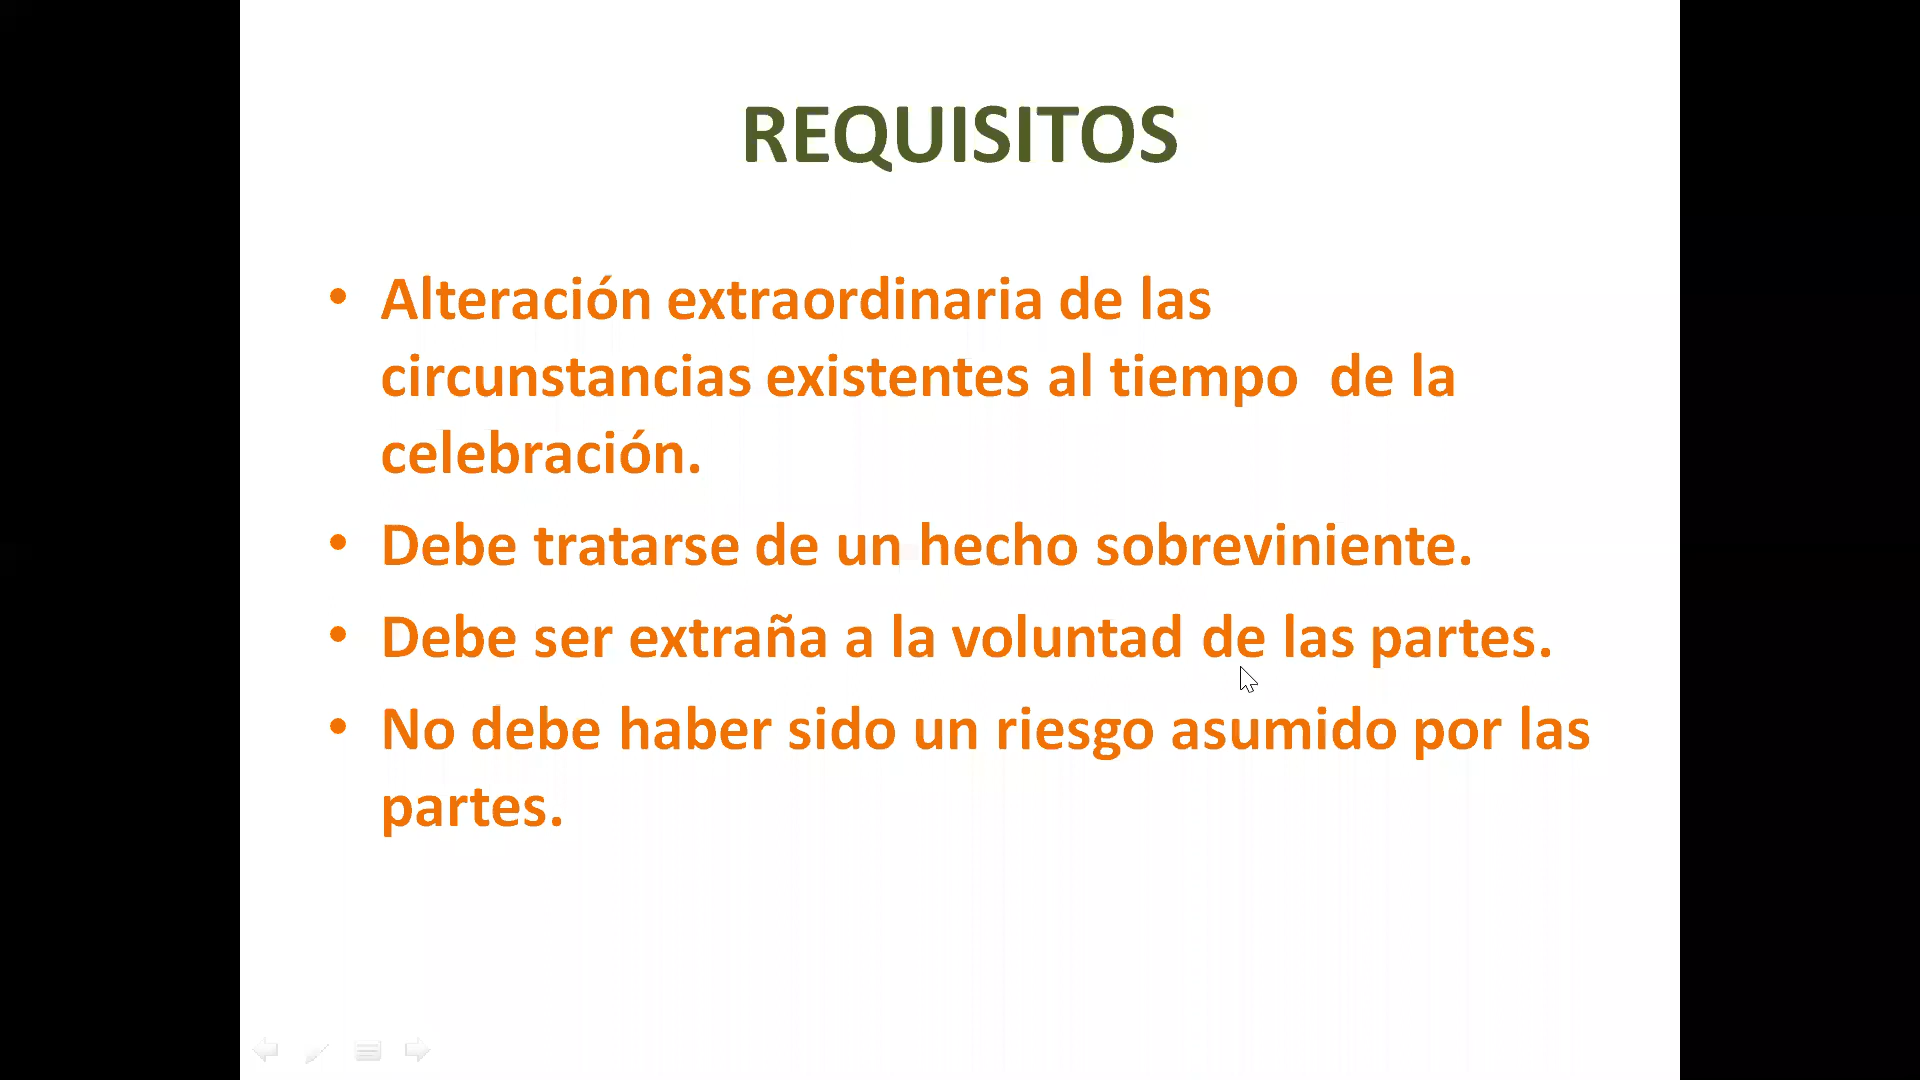 REQUISITOS
• Alteración extraordinaria de las
circunstancias existentes al tiempo  de la
celebración.
• Debe tratarse de un hecho sobreviniente.
• Debe ser extraña a la voluntad de las partes.
• No debe haber sido un riesgo asumido por las
partes.